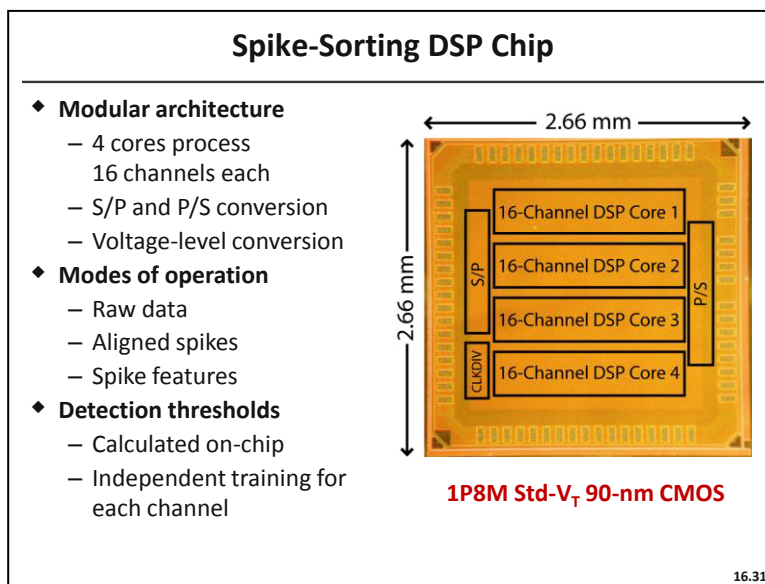 Spike-Sorting DSP Chip
◆ Modular architecture
– 4 cores process
16 channels each
– S/P and P/S conversion
– Voltage-level conversion
◆ Modes of operation
– Raw data
– Aligned spikes
– Spike features
◆ Detection thresholds
– Calculated on-chip
– Independent training for
each channel
2.66 mm
2.66 mm
S/P
16-Channel DSP Core 1
16-Channel DSP Core 2
16-Channel DSP Core 3
16-Channel DSP Core 4
P/S
CLKDIV
1P8M Std-VT 90-nm CMOS
16.31